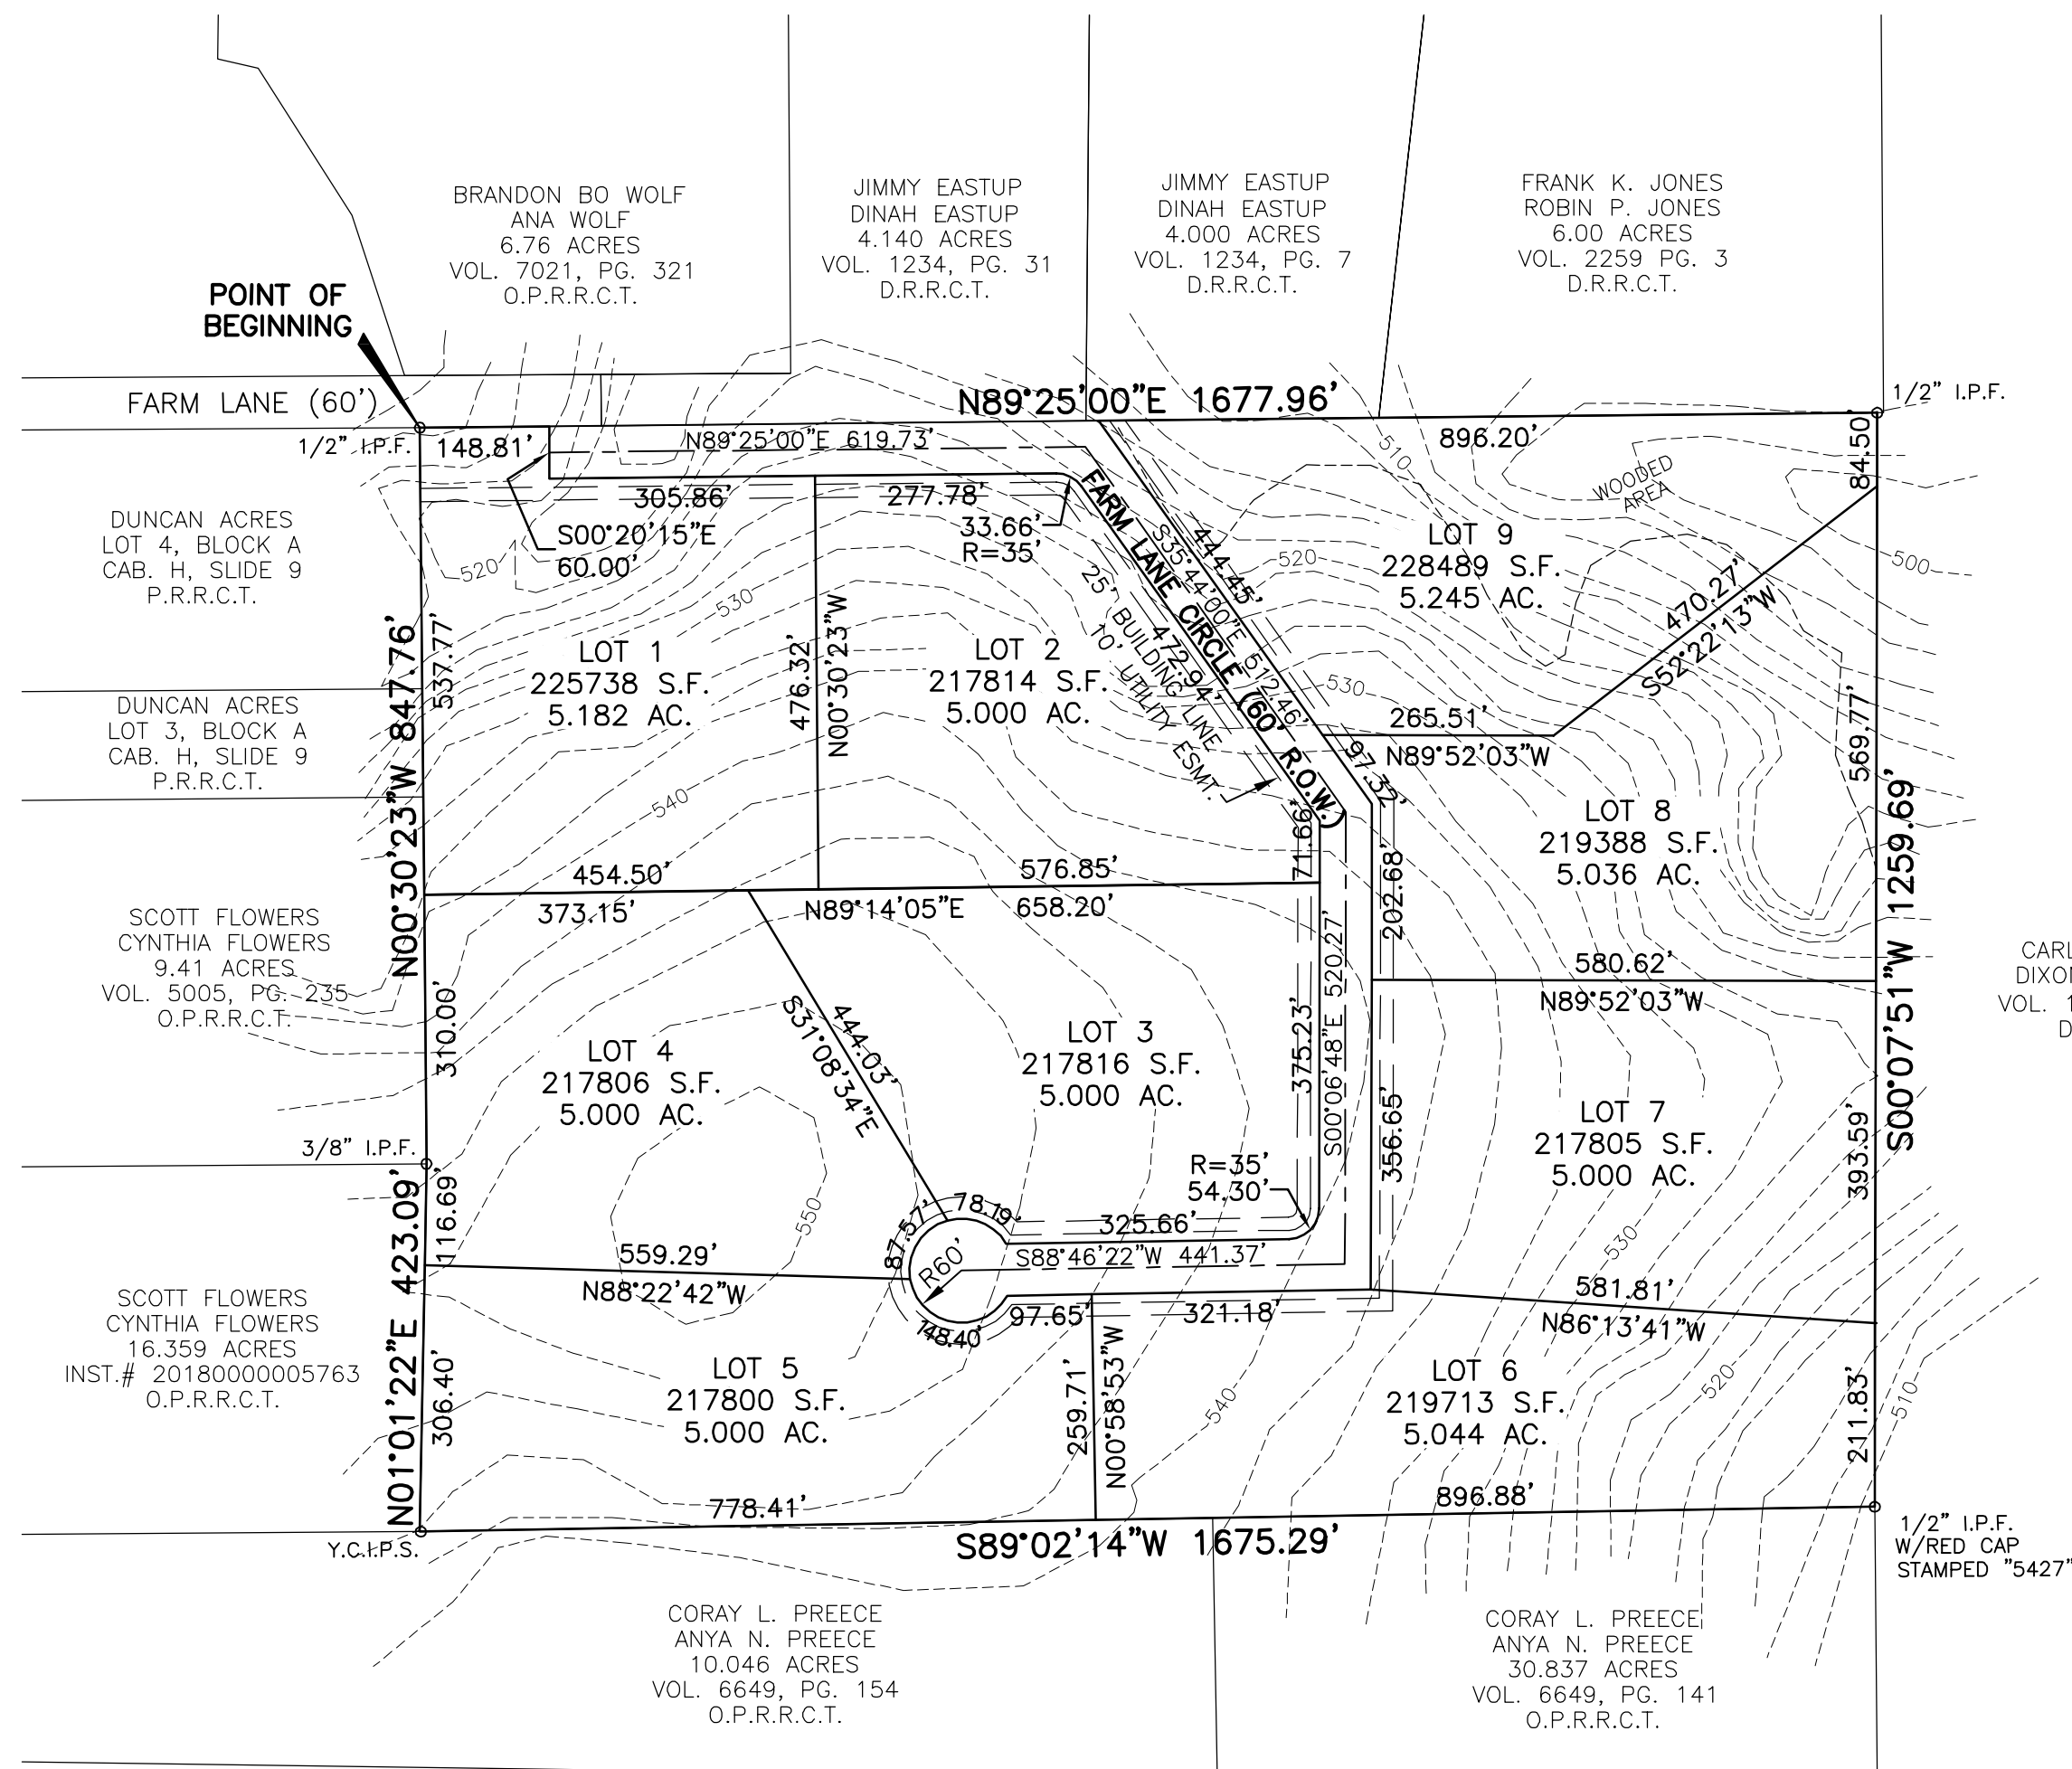 BRANDON BO WOLF
ANA WOLF
6.76 ACRES
VOL. 7021, PG. 321
O.P.R.R.C.T.
JIMMY EASTUP
DINAH EASTUP
4.140 ACRES
VOL. 1234, PG. 31
D.R.R.C.T.
JIMMY EASTUP
DINAH EASTUP
4.000 ACRES
VOL. 1234, PG. 7
D.R.R.C.T.
FRANK K. JONES
ROBIN P. JONES
6.00 ACRES
VOL. 2259 PG. 3
D.R.R.C.T.
POINT OF
BEGINNING
FARM LANE (60')
N89°25'00"E 1677.96'
1/2" I.P.F.
1/2" I.P.F.
148.81'
N89°25'00"E 619.73'
896.20'
84.50'
510
WOODED
AREA
305.86'
277.78'
33.66'
R=35'
S00°20'15"E
60.00'
520
530
DUNCAN ACRES
LOT 4, BLOCK A
CAB. H, SLIDE 9
P.R.R.C.T.
FARM LANE CIRCLE (60' R.O.W.)
S35°44'00"E 512.46'
444.45'
472.94'
25' BUILDING LINE
10' UTILITY ESMT.
520
500
LOT 9
228489 S.F.
5.245 AC.
470.27'
S52°22'13"W
N00°30'23"W 847.76'
537.77'
LOT 1
225738 S.F.
5.182 AC.
476.32'
N00°30'23"W
LOT 2
217814 S.F.
5.000 AC.
530
265.51'
N89°52'03"W
97.32'
569.77'
DUNCAN ACRES
LOT 3, BLOCK A
CAB. H, SLIDE 9
P.R.R.C.T.
540
71.66'
202.68'
LOT 8
219388 S.F.
5.036 AC.
S00°07'51"W 1259.69'
454.50'
576.85'
373.15'
N89°14'05"E
658.20'
SCOTT FLOWERS
CYNTHIA FLOWERS
9.41 ACRES
VOL. 5005, PG. 235
O.P.R.R.C.T.
CARL
DIXON
VOL. 1
D
580.62'
N89°52'03"W
310.00'
LOT 4
217806 S.F.
5.000 AC.
444.03'
S31°08'34"E
LOT 3
217816 S.F.
5.000 AC.
375.23'
S00°06'48"E 520.27'
356.65'
LOT 7
217805 S.F.
5.000 AC.
393.59'
3/8" I.P.F.
R=35'
54.30'
116.69'
550
87.57'
78.19'
325.66'
S88°46'22"W 441.37'
R60'
530
559.29'
N88°22'42"W
148.40'
97.65'
321.18'
581.81'
N86°13'41"W
N01°01'22"E 423.09'
SCOTT FLOWERS
CYNTHIA FLOWERS
16.359 ACRES
INST.# 20180000005763
O.P.R.R.C.T.
306.40'
LOT 5
217800 S.F.
5.000 AC.
259.71'
N00°58'53"W
540
LOT 6
219713 S.F.
5.044 AC.
520
211.83'
510
778.41'
896.88'
S89°02'14"W 1675.29'
Y.C.I.P.S.
1/2" I.P.F.
W/RED CAP
STAMPED "5427"
CORAY L. PREECE
ANYA N. PREECE
10.046 ACRES
VOL. 6649, PG. 154
O.P.R.R.C.T.
CORAY L. PREECE
ANYA N. PREECE
30.837 ACRES
VOL. 6649, PG. 141
O.P.R.R.C.T.